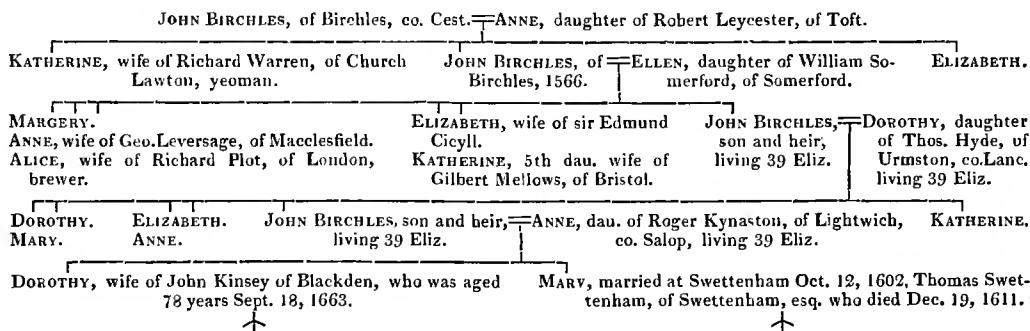 JOHN BIRCHLES, of Birchles, co. Cest.=ANNE, daughter of Robert Leycester, of Toft.
KATHERINE, wife of Richard Warren, of Church Lawton, yeoman.
JOHN BIRCHLES, of Birchles, 1566.=ELLEN, daughter of William Somerford, of Somerford.
ELIZABETH.
MARGERY.
ANNE, wife of Geo. Leversage, of Macclesfield.
ALICE, wife of Richard Plot, of London,
brewer.
ELIZABETH, wife of sir Edmund
Cicyll.
KATHERINE, 5th dau. wife of
Gilbert Mellows, of Bristol.
JOHN BIRCHLES,=
son and heir,
living 39 Eliz.
DOROTHY, daughter
of Thos. Hyde, of
Urmston, co. Lanc.
living 39 Eliz.
DOROTHY.
MARY.
ELIZABETH.
ANNE.
JOHN BIRCHLES, son and heir,=
living 39 Eliz.
ANNE, dau. of Roger Kynaston, of Lightwich,
co. Salop, living 39 Eliz.
KATHERINE.
DOROTHY, wife of John Kinsey of Blackden, who was aged
78 years Sept. 18, 1663.
MARY, married at Swettenham Oct. 12, 1602, Thomas Swet-
tenham, of Swettenham, esq. who died Dec. 19, 1611.